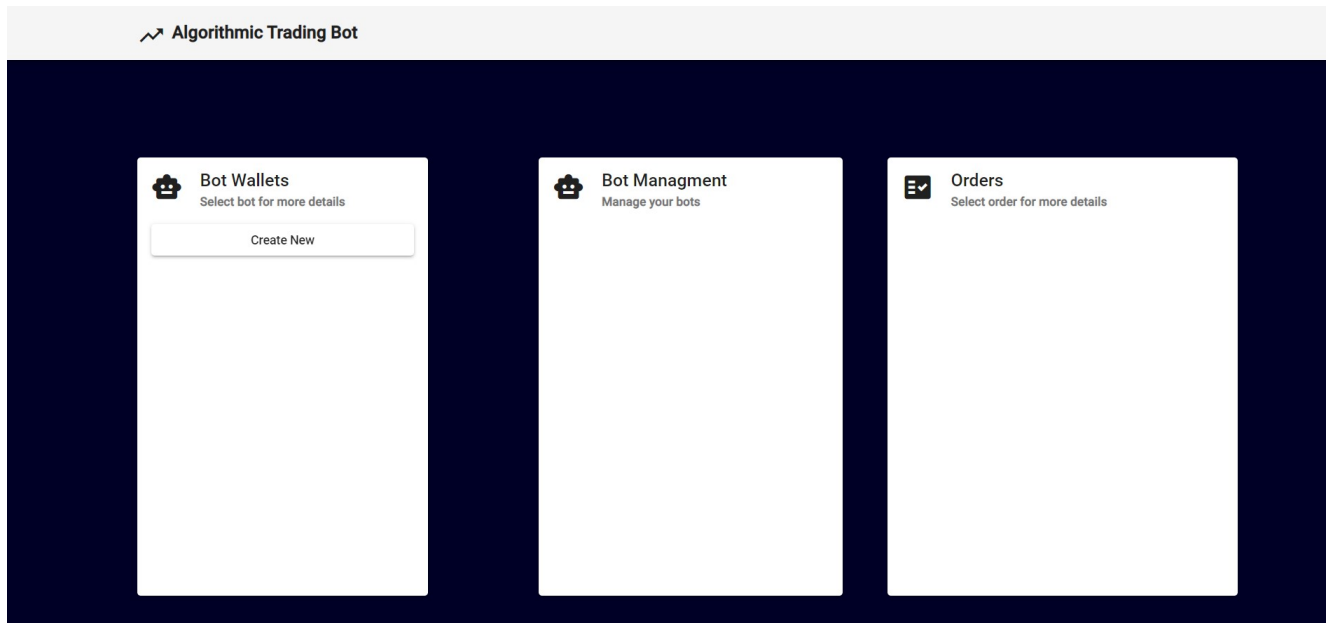 Algorithmic Trading Bot
Bot Wallets
Select bot for more details
Create New
Bot Managment
Manage your bots
Orders
Select order for more details